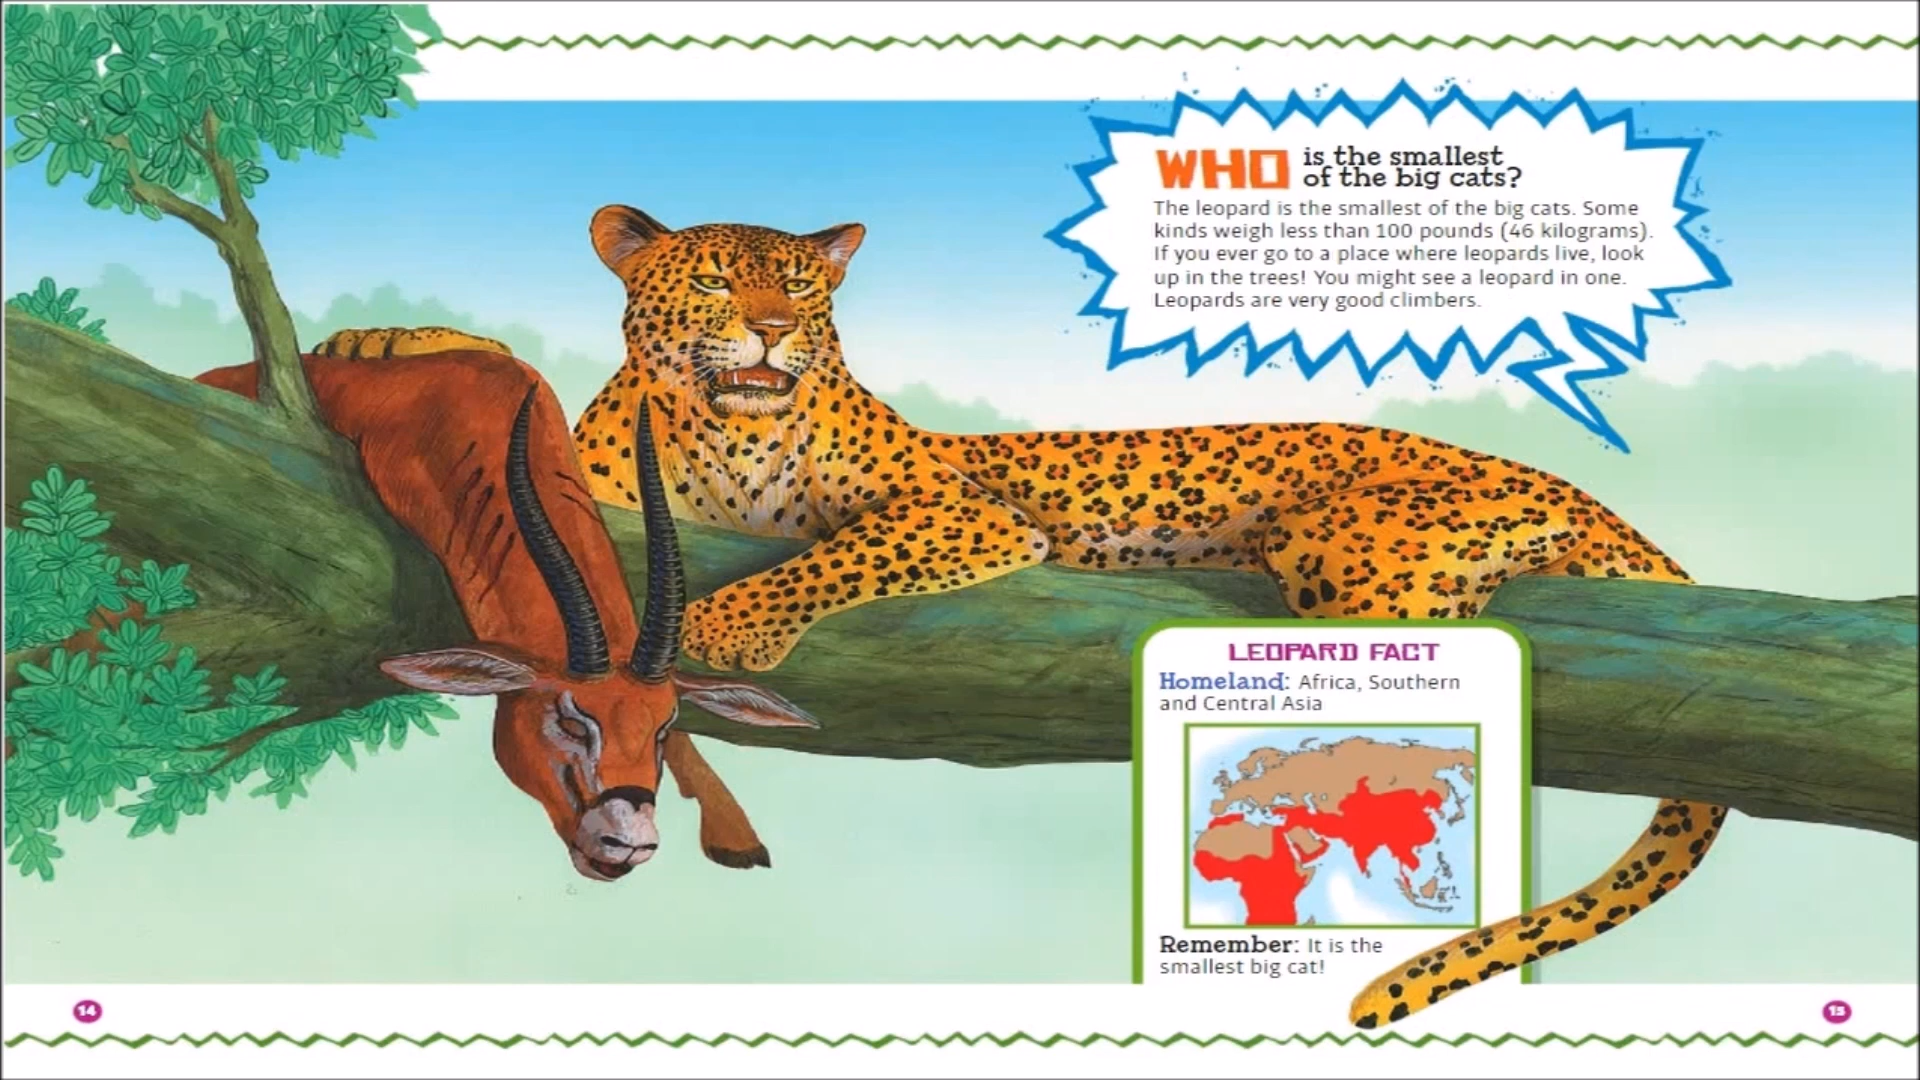 WHO is the smallest
of the big cats?
The leopard is the smallest of the big cats. Some
kinds weigh less than 100 pounds (46 kilograms).
If you ever go to a place where leopards live, look
up in the trees! You might see a leopard in one.
Leopards are very good climbers.
LEOPARD FACT
Homeland: Africa, Southern
and Central Asia
Remember: It is the
smallest big cat!
14
15